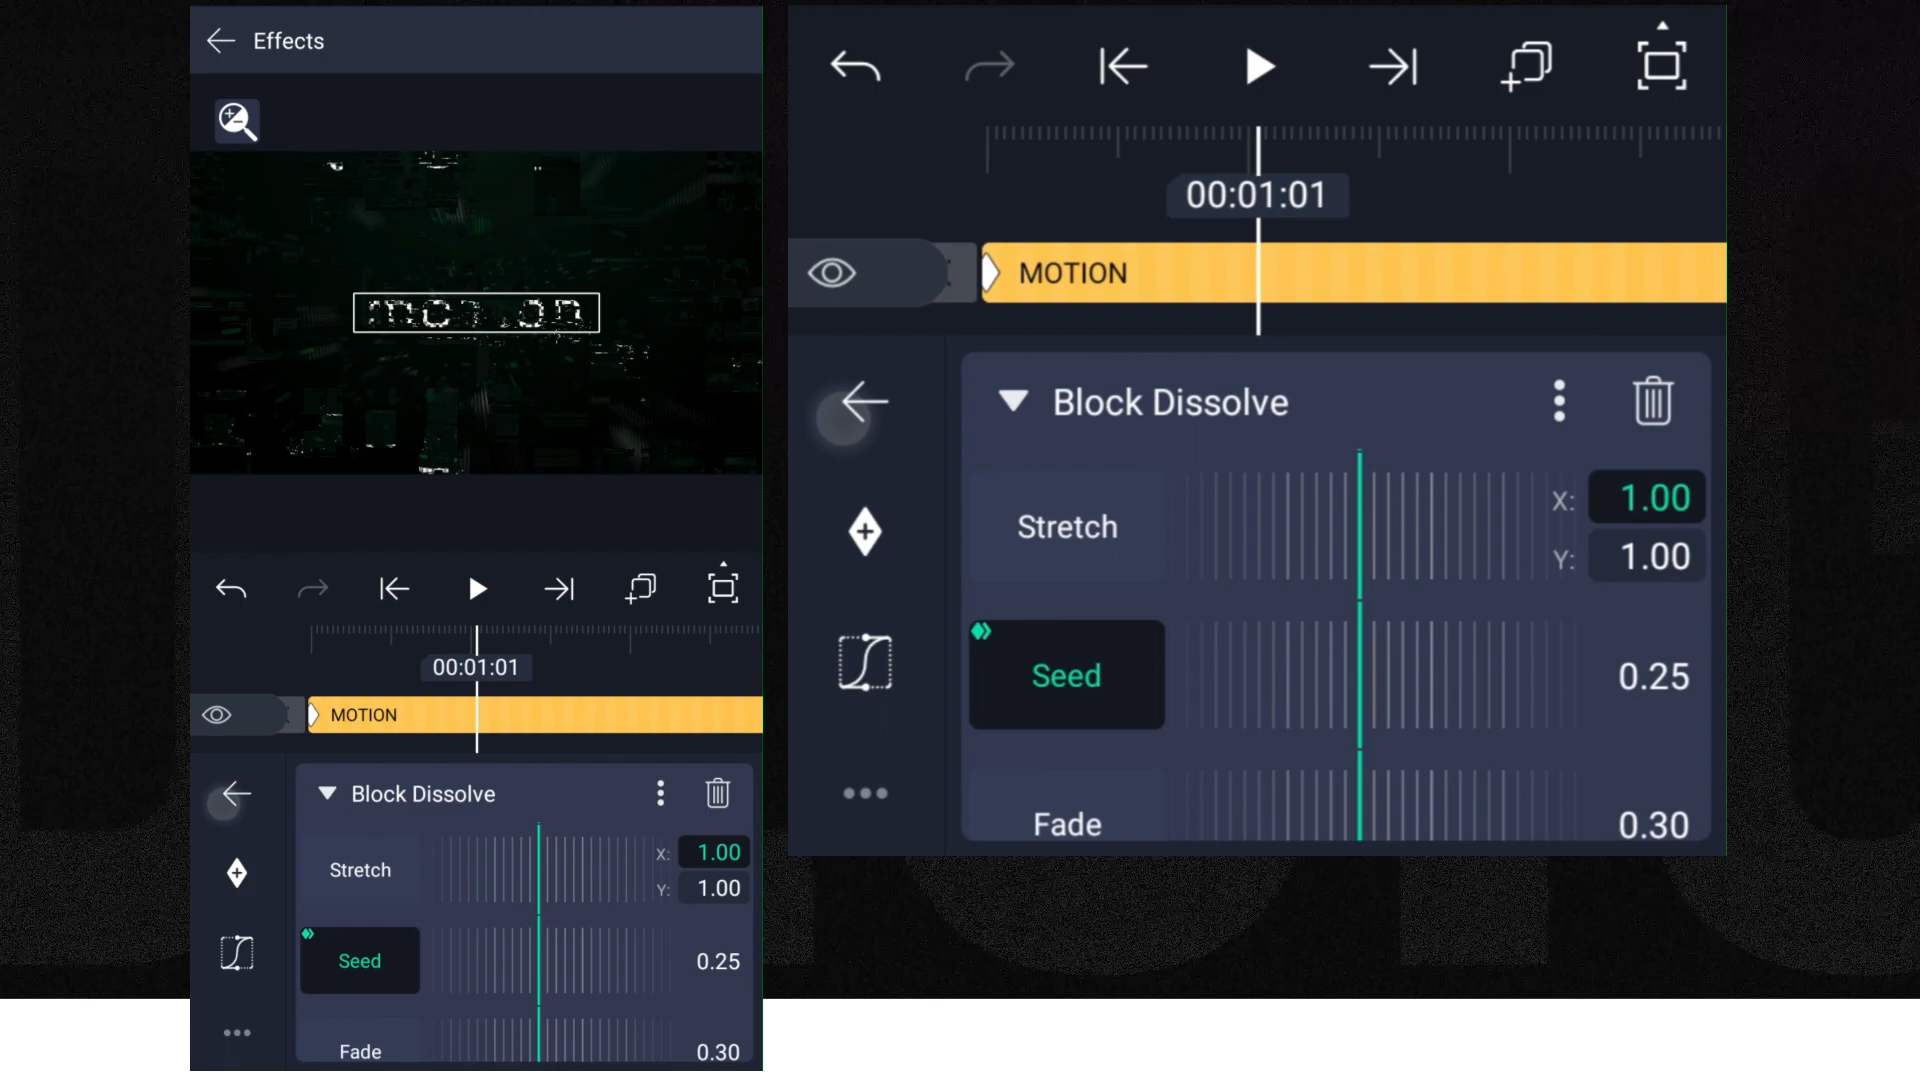 Effects
00:01:01
MOTION
Block Dissolve
Stretch
X: 1.00
Y: 1.00
Seed
0.25
Fade
0.30
00:01:01
MOTION
Block Dissolve
Stretch
X: 1.00
Y: 1.00
Seed
0.25
Fade
0.30